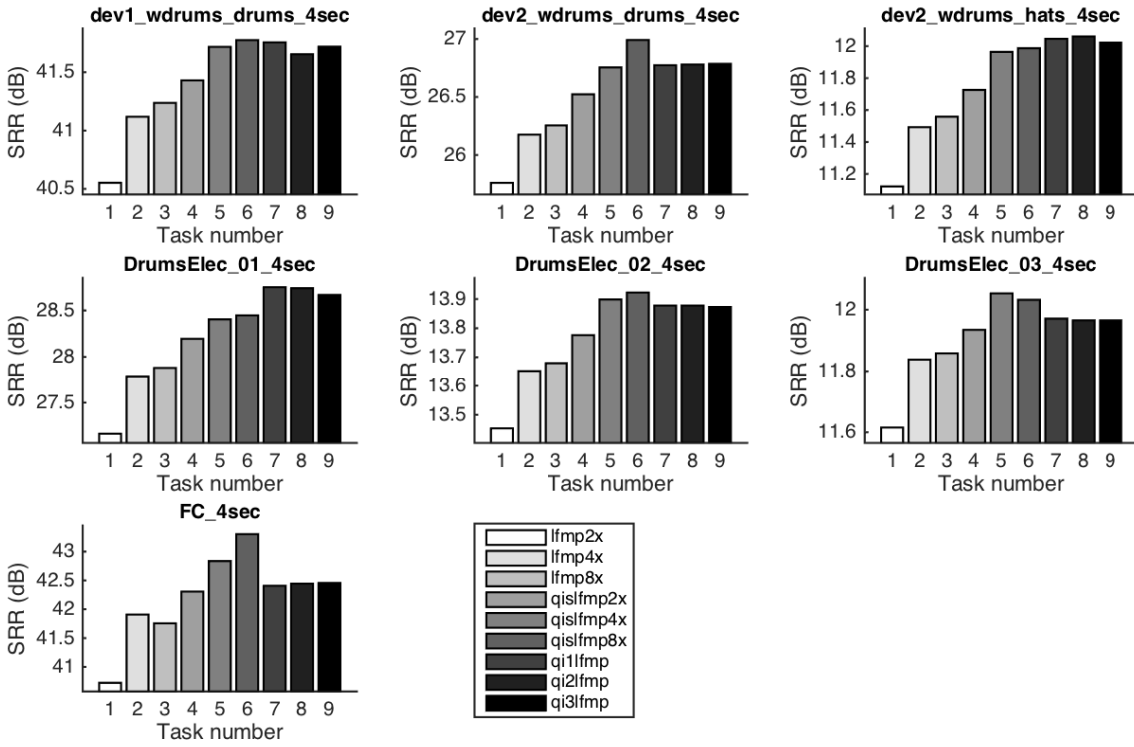 dev1_wdrums_drums_4sec
SRR (dB)
41.5
41
40.5
1 2 3 4 5 6 7 8 9
Task number
dev2_wdrums_drums_4sec
SRR (dB)
27
26.5
26
1 2 3 4 5 6 7 8 9
Task number
dev2_wdrums_hats_4sec
SRR (dB)
12
11.8
11.6
11.4
11.2
1 2 3 4 5 6 7 8 9
Task number
DrumsElec_01_4sec
SRR (dB)
28.5
28
27.5
1 2 3 4 5 6 7 8 9
Task number
DrumsElec_02_4sec
SRR (dB)
13.9
13.8
13.7
13.6
13.5
1 2 3 4 5 6 7 8 9
Task number
DrumsElec_03_4sec
SRR (dB)
12
11.8
11.6
1 2 3 4 5 6 7 8 9
Task number
FC_4sec
SRR (dB)
43
42.5
42
41.5
41
1 2 3 4 5 6 7 8 9
Task number
lfmp2x
lfmp4x
lfmp8x
qislfmp2x
qislfmp4x
qislfmp8x
qi1lfmp
qi2lfmp
qi3lfmp